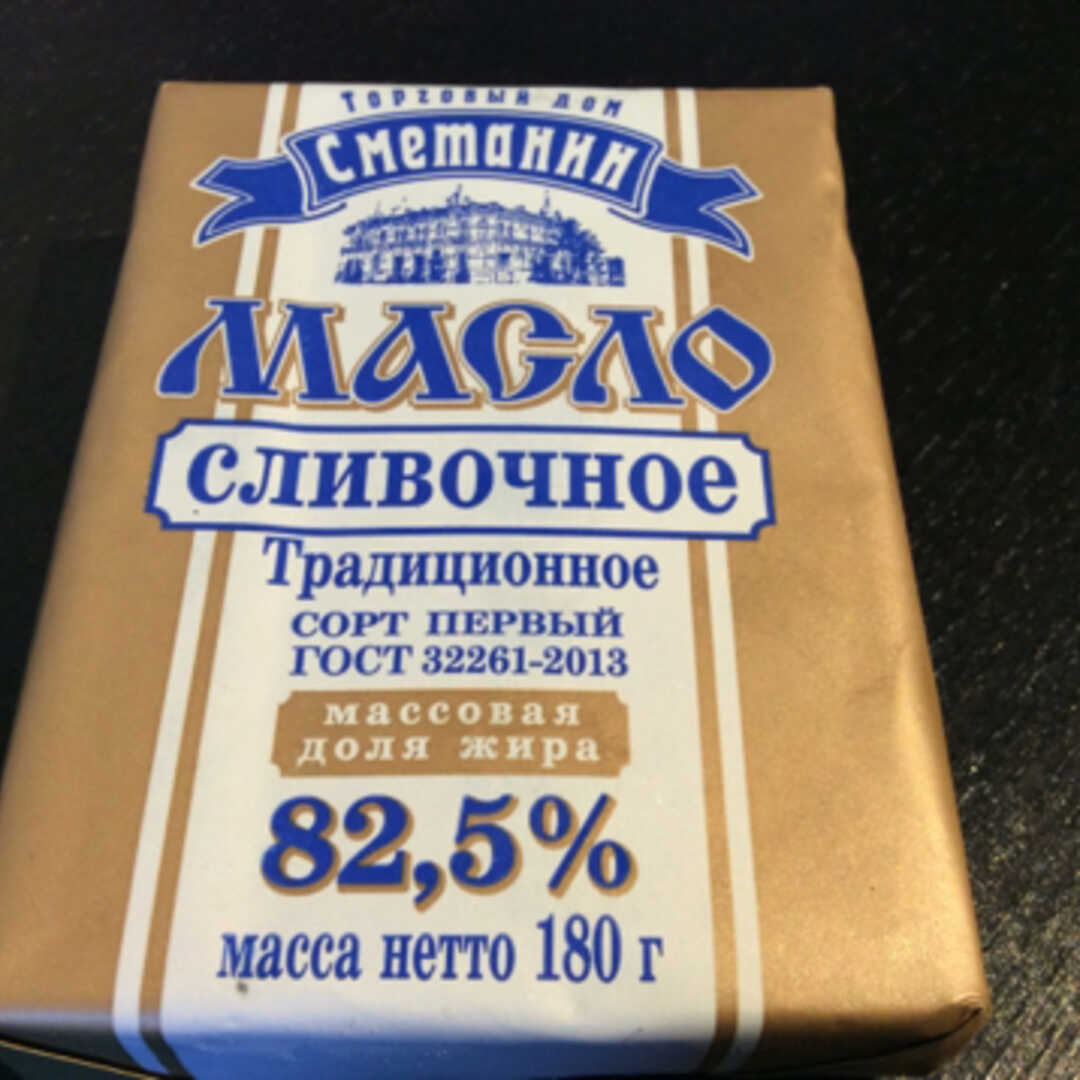 Торговый дом
Сметанин
МАСЛО
СЛИВОЧНОЕ
Традиционное
СОРТ ПЕРВЫЙ
ГОСТ 32261-2013
массовая
доля жира
82,5%
масса нетто 180 г